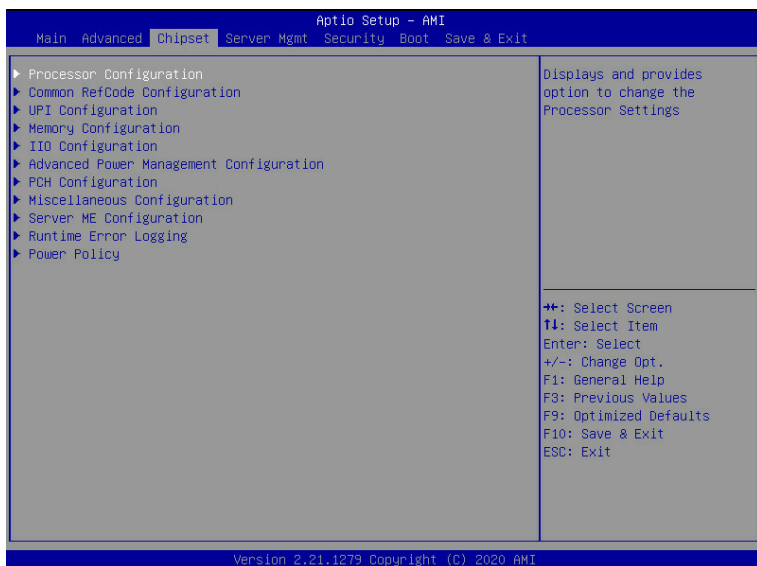 Aptio Setup – AMI
Main Advanced Chipset Server Mgmt Security Boot Save & Exit
▶ Processor Configuration
▶ Common RefCode Configuration
▶ UPI Configuration
▶ Memory Configuration
▶ IIO Configuration
▶ Advanced Power Management Configuration
▶ PCH Configuration
▶ Miscellaneous Configuration
▶ Server ME Configuration
▶ Runtime Error Logging
▶ Power Policy
Displays and provides
option to change the
Processor Settings
→←: Select Screen
↑↓: Select Item
Enter: Select
+/-: Change Opt.
F1: General Help
F3: Previous Values
F9: Optimized Defaults
F10: Save & Exit
ESC: Exit
Version 2.21.1279 Copyright (C) 2020 AMI